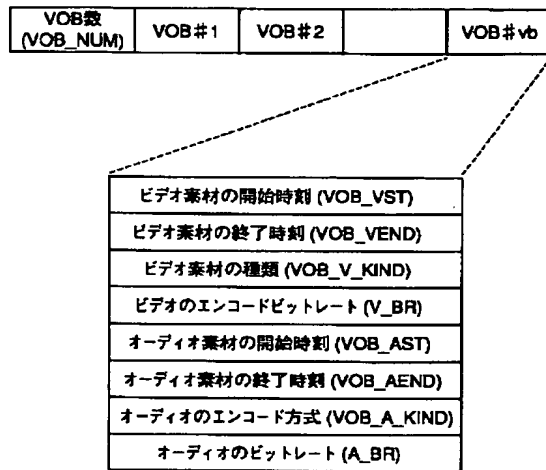 VOB数
(VOB_NUM)
VOB#1
VOB#2
VOB#vb
ビデオ素材の開始時刻 (VOB_VST)
ビデオ素材の終了時刻 (VOB_VEND)
ビデオ素材の種類 (VOB_V_KIND)
ビデオのエンコードビットレート (V_BR)
オーディオ素材の開始時刻 (VOB_AST)
オーディオ素材の終了時刻 (VOB_AEND)
オーディオのエンコード方式 (VOB_A_KIND)
オーディオのビットレート (A_BR)